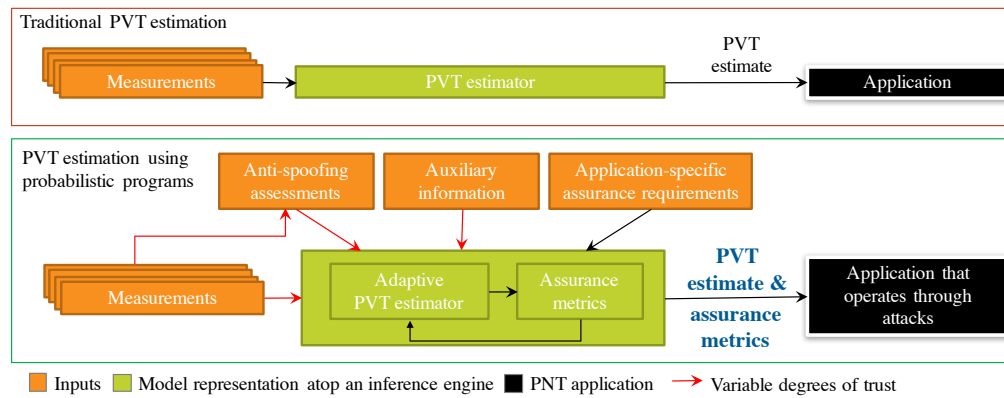 Traditional PVT estimation
Measurements
PVT estimator
PVT
estimate
Application
PVT estimation using
probabilistic programs
Anti-spoofing
assessments
Auxiliary
information
Application-specific
assurance requirements
Measurements
Adaptive
PVT estimator
Assurance
metrics
PVT
estimate &
assurance
metrics
Application that
operates through
attacks
Inputs
Model representation atop an inference engine
PNT application
Variable degrees of trust